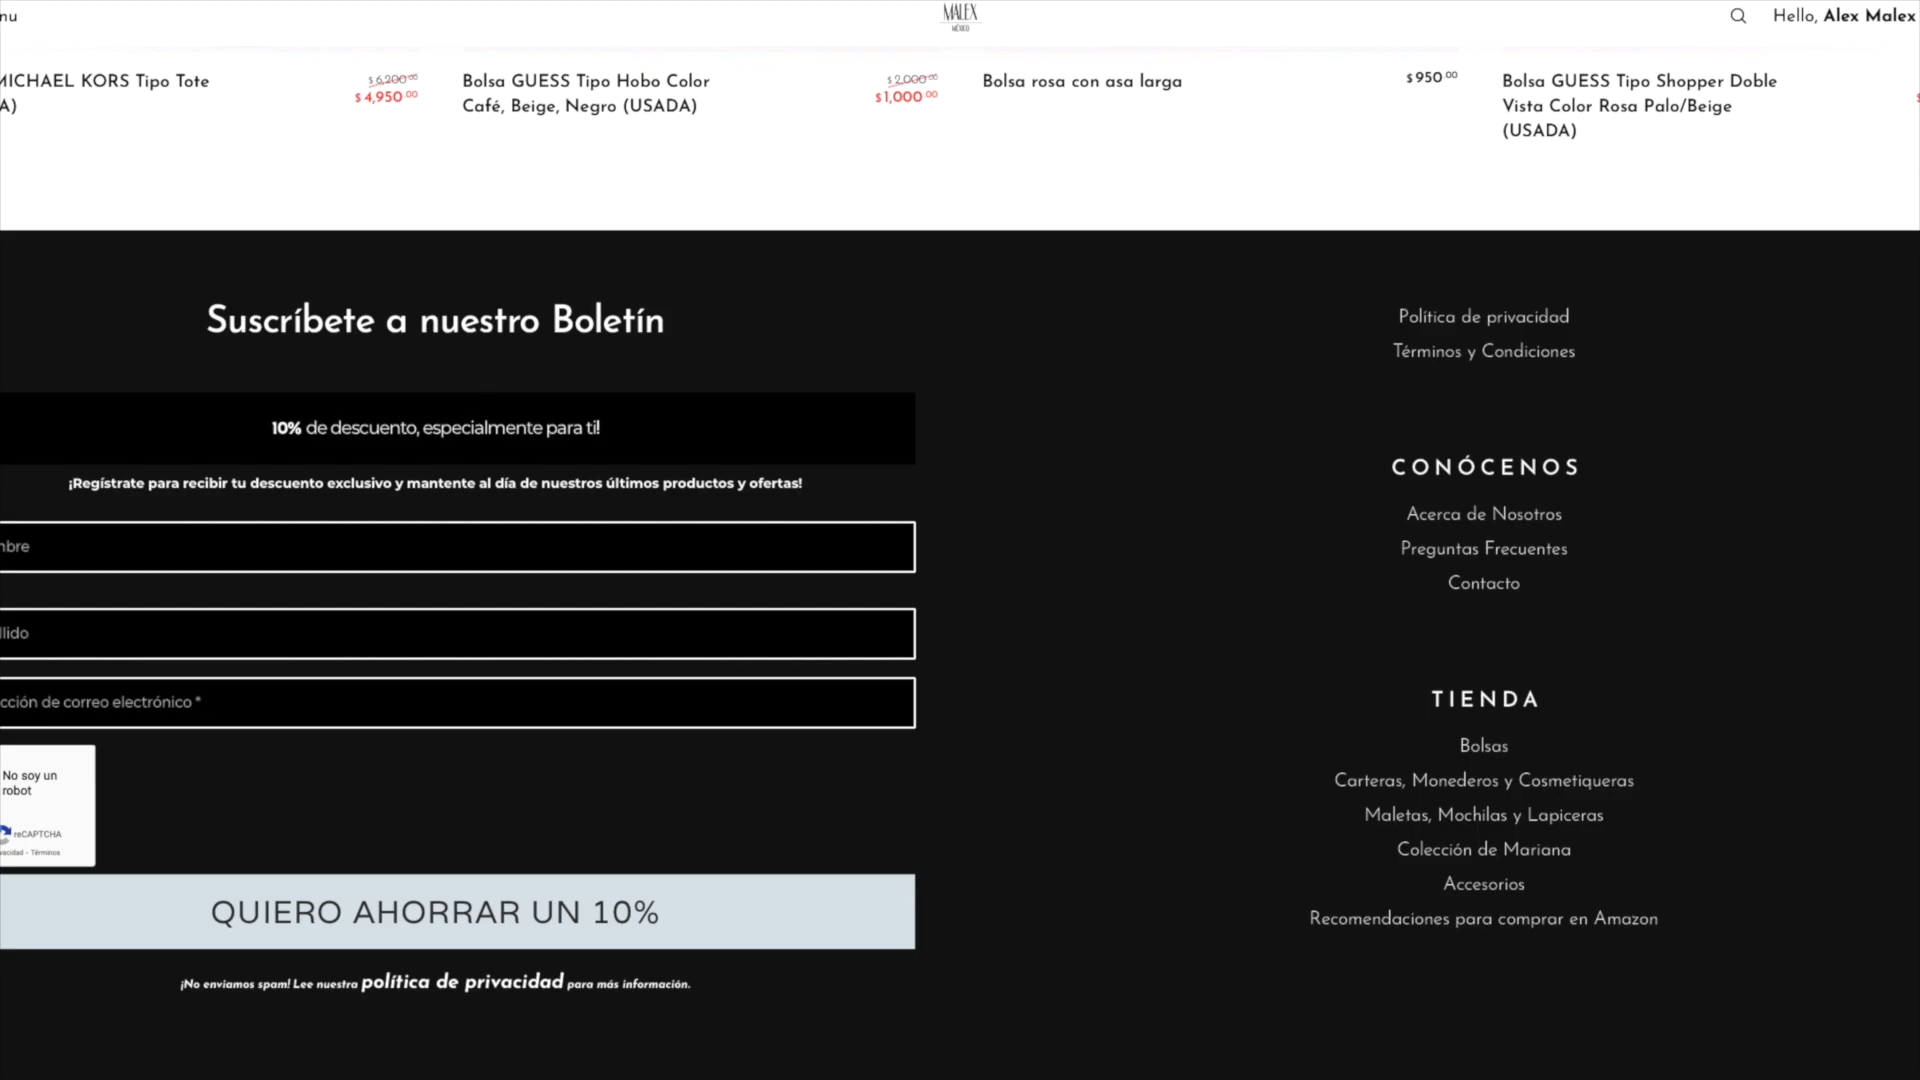 nu
MALEX
MÉXICO
Hello, Alex Malex
MICHAEL KORS Tipo Tote
A)
$ 6,200.00
$ 4,950.00
Bolsa GUESS Tipo Hobo Color
Café, Beige, Negro (USADA)
$ 2,000.00
$ 1,000.00
Bolsa rosa con asa larga
$ 950.00
Bolsa GUESS Tipo Shopper Doble
Vista Color Rosa Palo/Beige
(USADA)
$
Suscríbete a nuestro Boletín
10% de descuento, especialmente para ti!
¡Regístrate para recibir tu descuento exclusivo y mantente al día de nuestros últimos productos y ofertas!
mbre
llido
cción de correo electrónico *
No soy un
robot
reCAPTCHA
vacidad - Términos
QUIERO AHORRAR UN 10%
¡No enviamos spam! Lee nuestra política de privacidad para más información.
Política de privacidad
Términos y Condiciones
CONÓCENOS
Acerca de Nosotros
Preguntas Frecuentes
Contacto
TIENDA
Bolsas
Carteras, Monederos y Cosmetiqueras
Maletas, Mochilas y Lapiceras
Colección de Mariana
Accesorios
Recomendaciones para comprar en Amazon